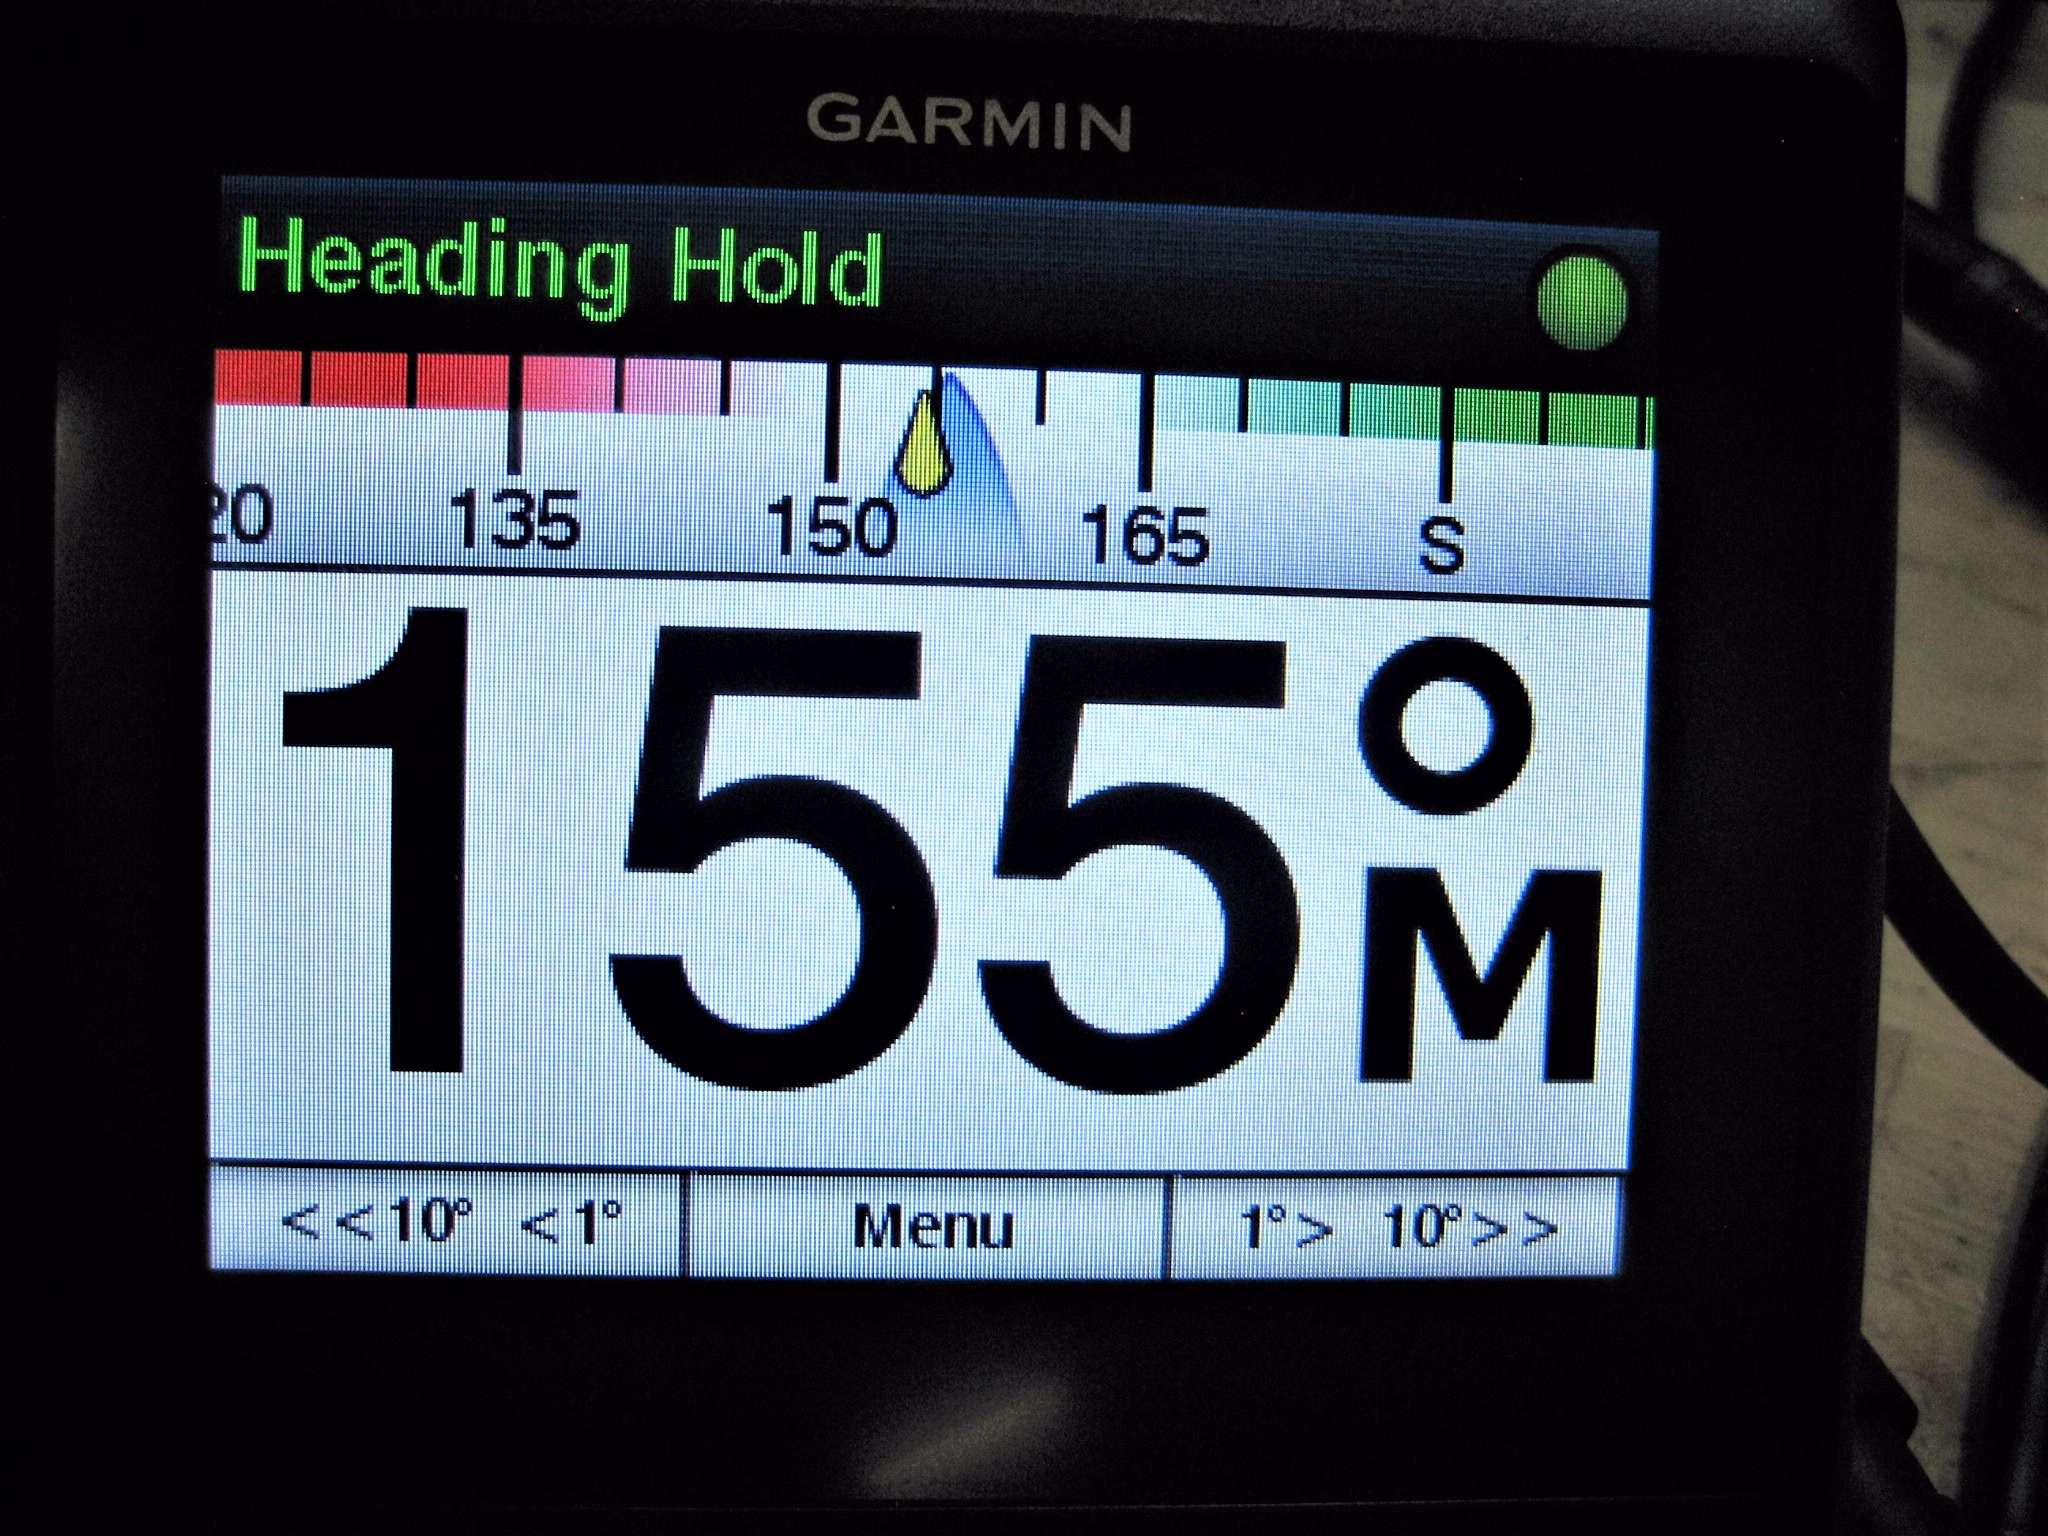 GARMIN
Heading Hold
20 135 150 165 S
155°M
<<10° <1° Menu 1°> 10°>>